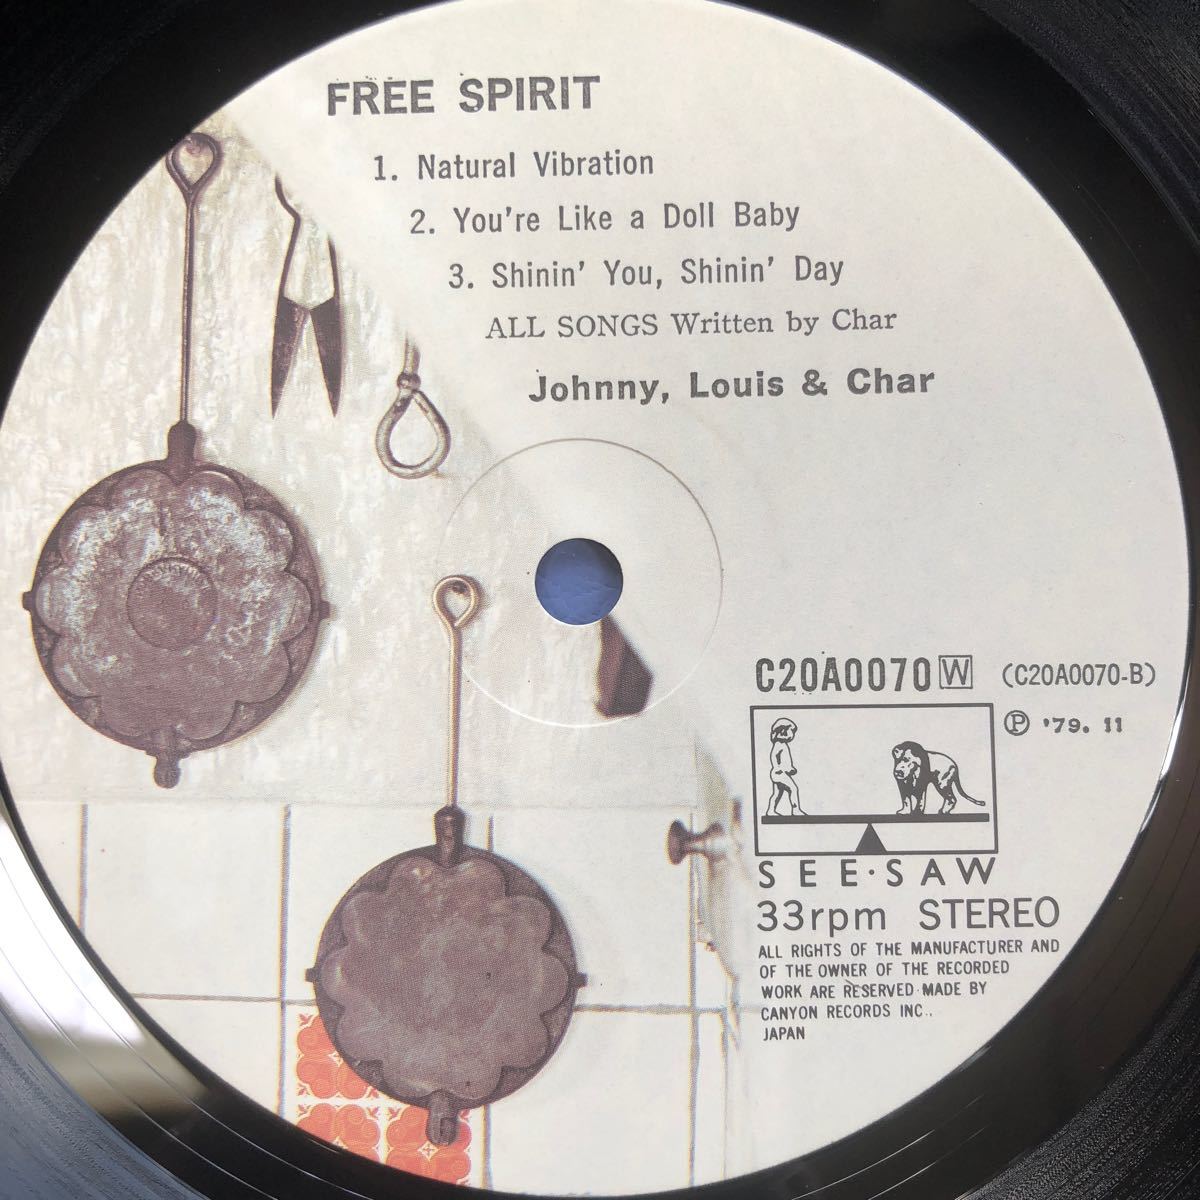 FREE SPIRIT
1. Natural Vibration
2. You're Like a Doll Baby
3. Shinin' You, Shinin' Day
ALL SONGS Written by Char
Johnny, Louis & Char
C20A0070 W (C20A0070-B)
Ⓟ '79. 11
SEE·SAW
33rpm STEREO
ALL RIGHTS OF THE MANUFACTURER AND
OF THE OWNER OF THE RECORDED
WORK ARE RESERVED·MADE BY
CANYON RECORDS INC.,
JAPAN